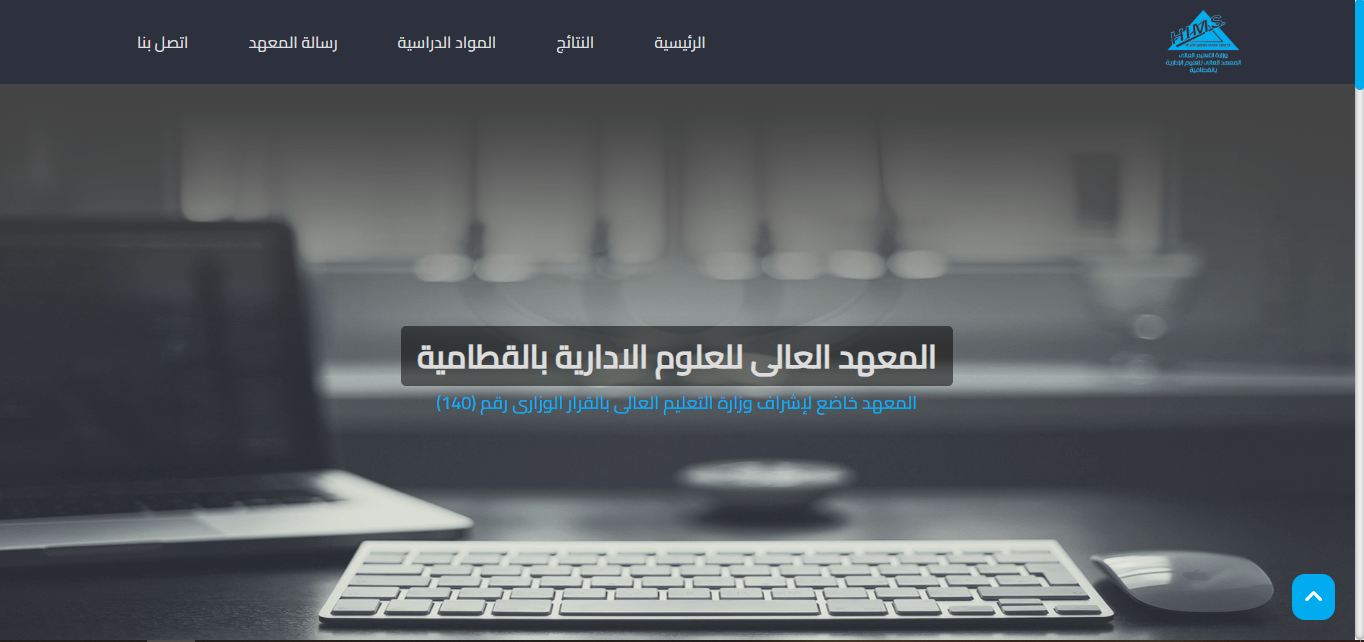 HIMS
وزارة التعليم العالى
المعهد العالى للعلوم الإدارية
بالقطامية
الرئيسية
النتائج
المواد الدراسية
رسالة المعهد
اتصل بنا
المعهد العالى للعلوم الادارية بالقطامية
المعهد خاضع لإشراف وزارة التعليم العالى بالقرار الوزارى رقم (140)